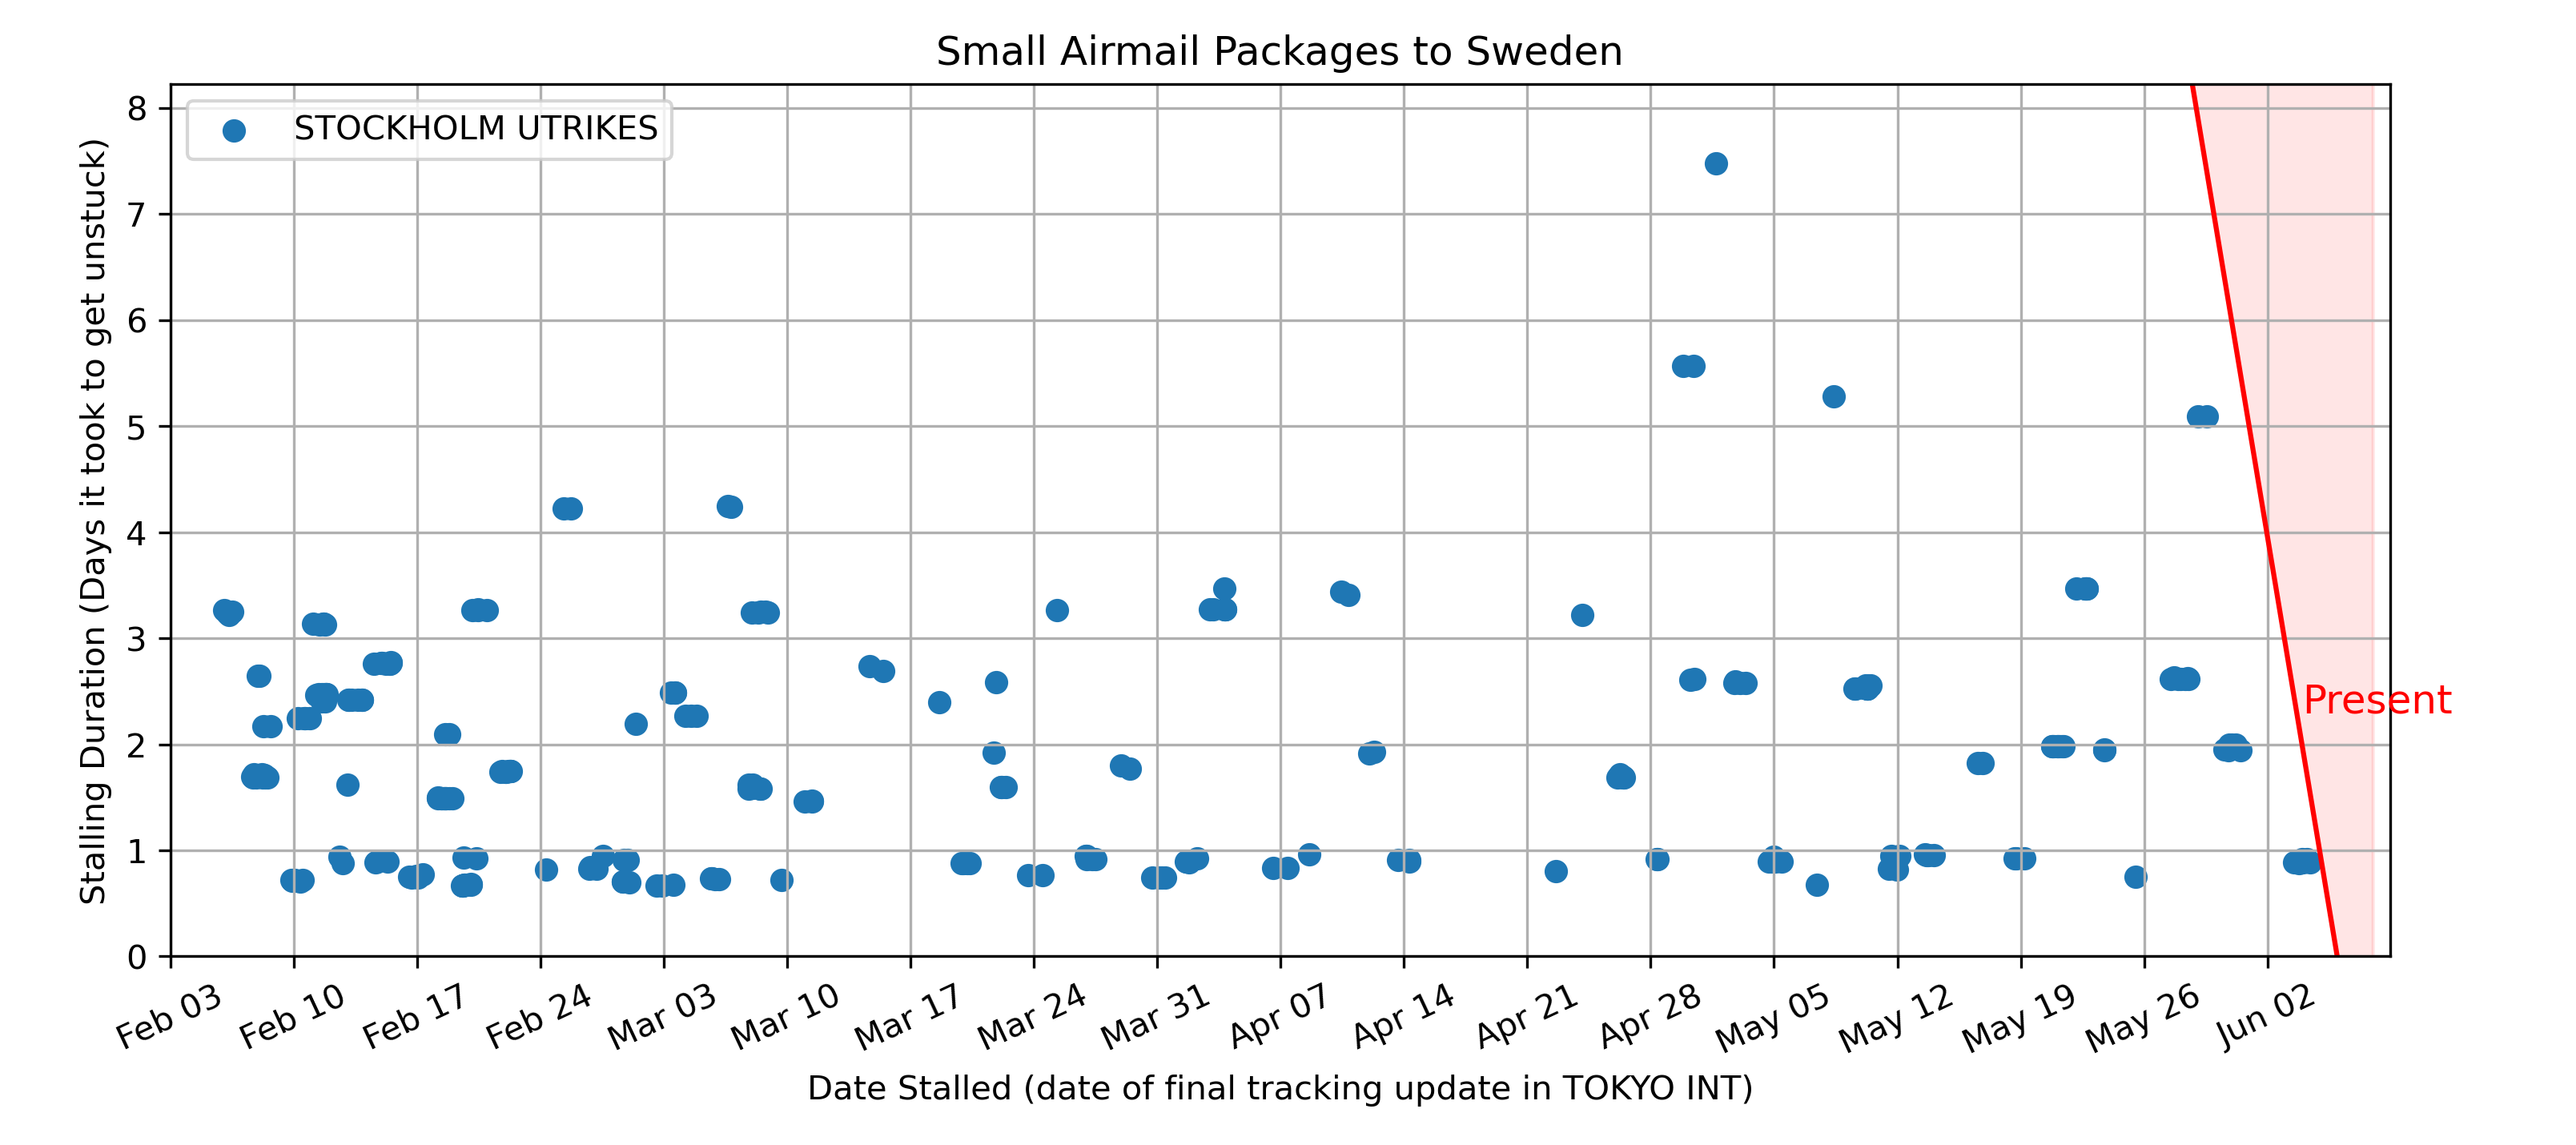 Small Airmail Packages to Sweden
STOCKHOLM UTRIKES
Stalling Duration (Days it took to get unstuck)
8
7
6
5
4
3
2
1
0
Present
Feb 03
Feb 10
Feb 17
Feb 24
Mar 03
Mar 10
Mar 17
Mar 24
Mar 31
Apr 07
Apr 14
Apr 21
Apr 28
May 05
May 12
May 19
May 26
Jun 02
Date Stalled (date of final tracking update in TOKYO INT)